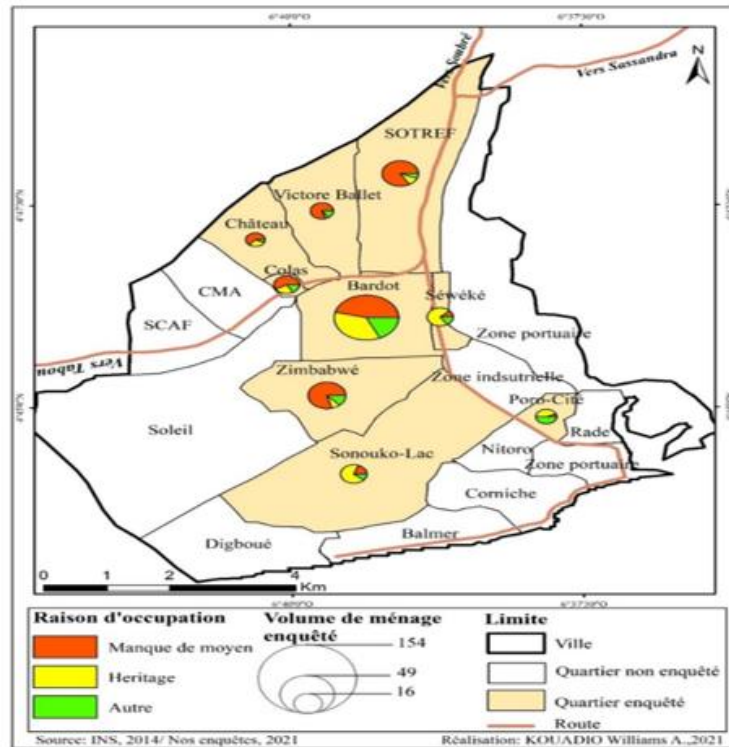 6°40'0"O
6°37'30"O
Vers Soubré
Vers Sassandra
N
SOTREF
Victore Ballet
Château
Colas
CMA
Bardot
Séwéké
SCAF
Zone portuaire
Vers Tabou
Zimbabwé
Zone indsutrielle
Poro-Cité
Soleil
Rade
Nitoro
Sonouko-Lac
Zone portuaire
Corniche
Balmer
Digboué
0 1 2 4
Km
6°37'30"O
Raison d'occupation
Manque de moyen
Heritage
Autre
Volume de ménage
enquêté
154
49
16
Limite
Ville
Quartier non enquêté
Quartier enquêté
Route
Source: INS, 2014/ Nos enquêtes, 2021
Réalisation: KOUADIO Williams A.,2021